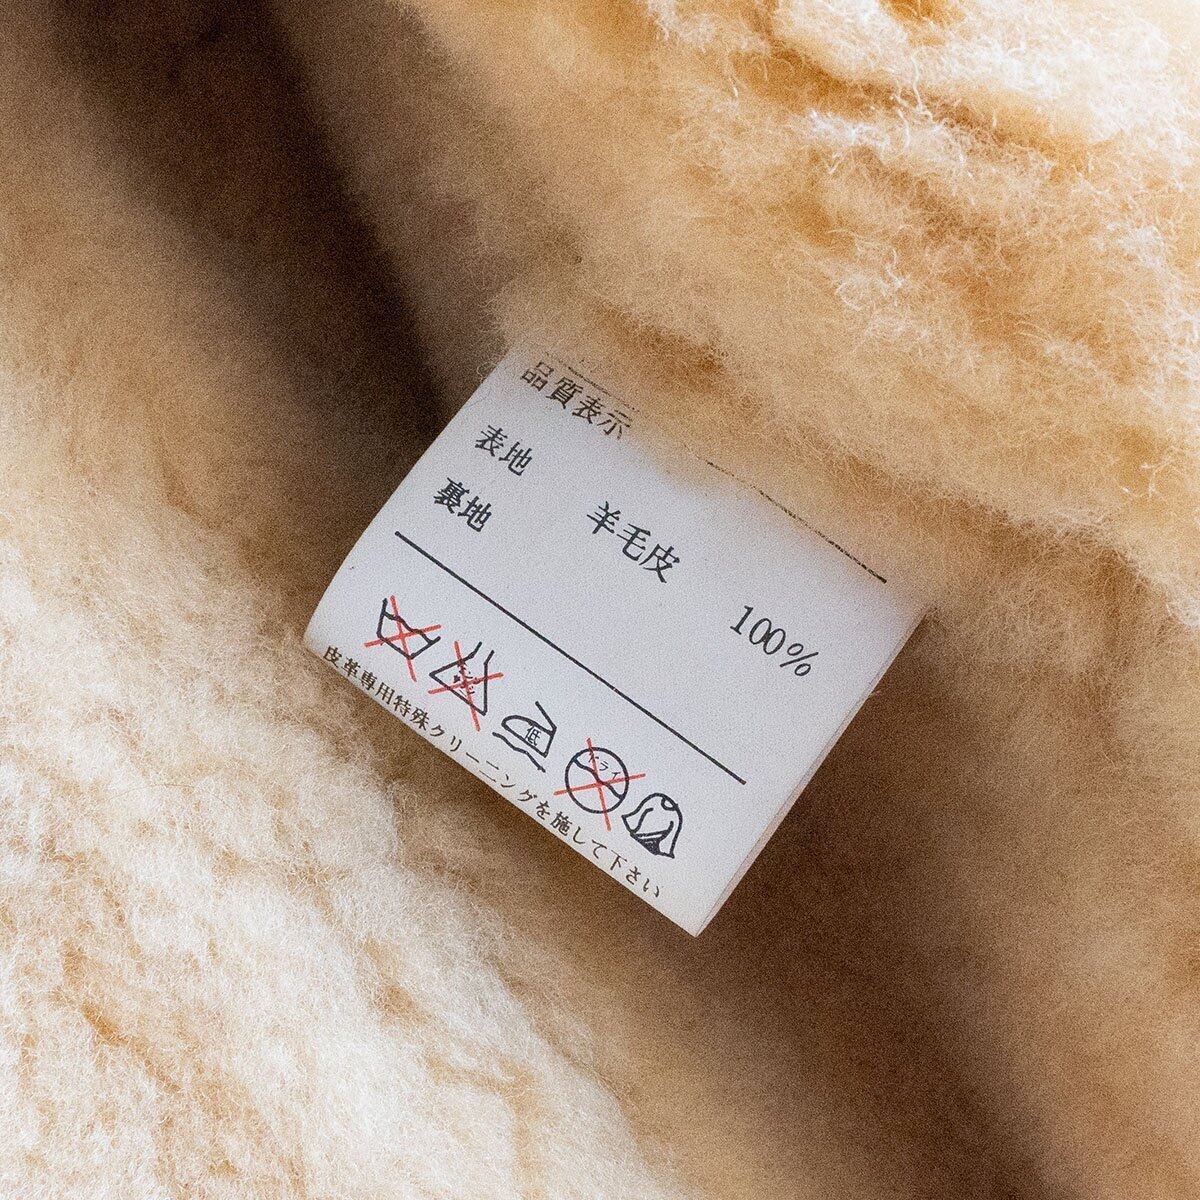 品質表示
表地 羊毛皮 100%
裏地
低 ドライ
皮革専用特殊クリーニングを施して下さい